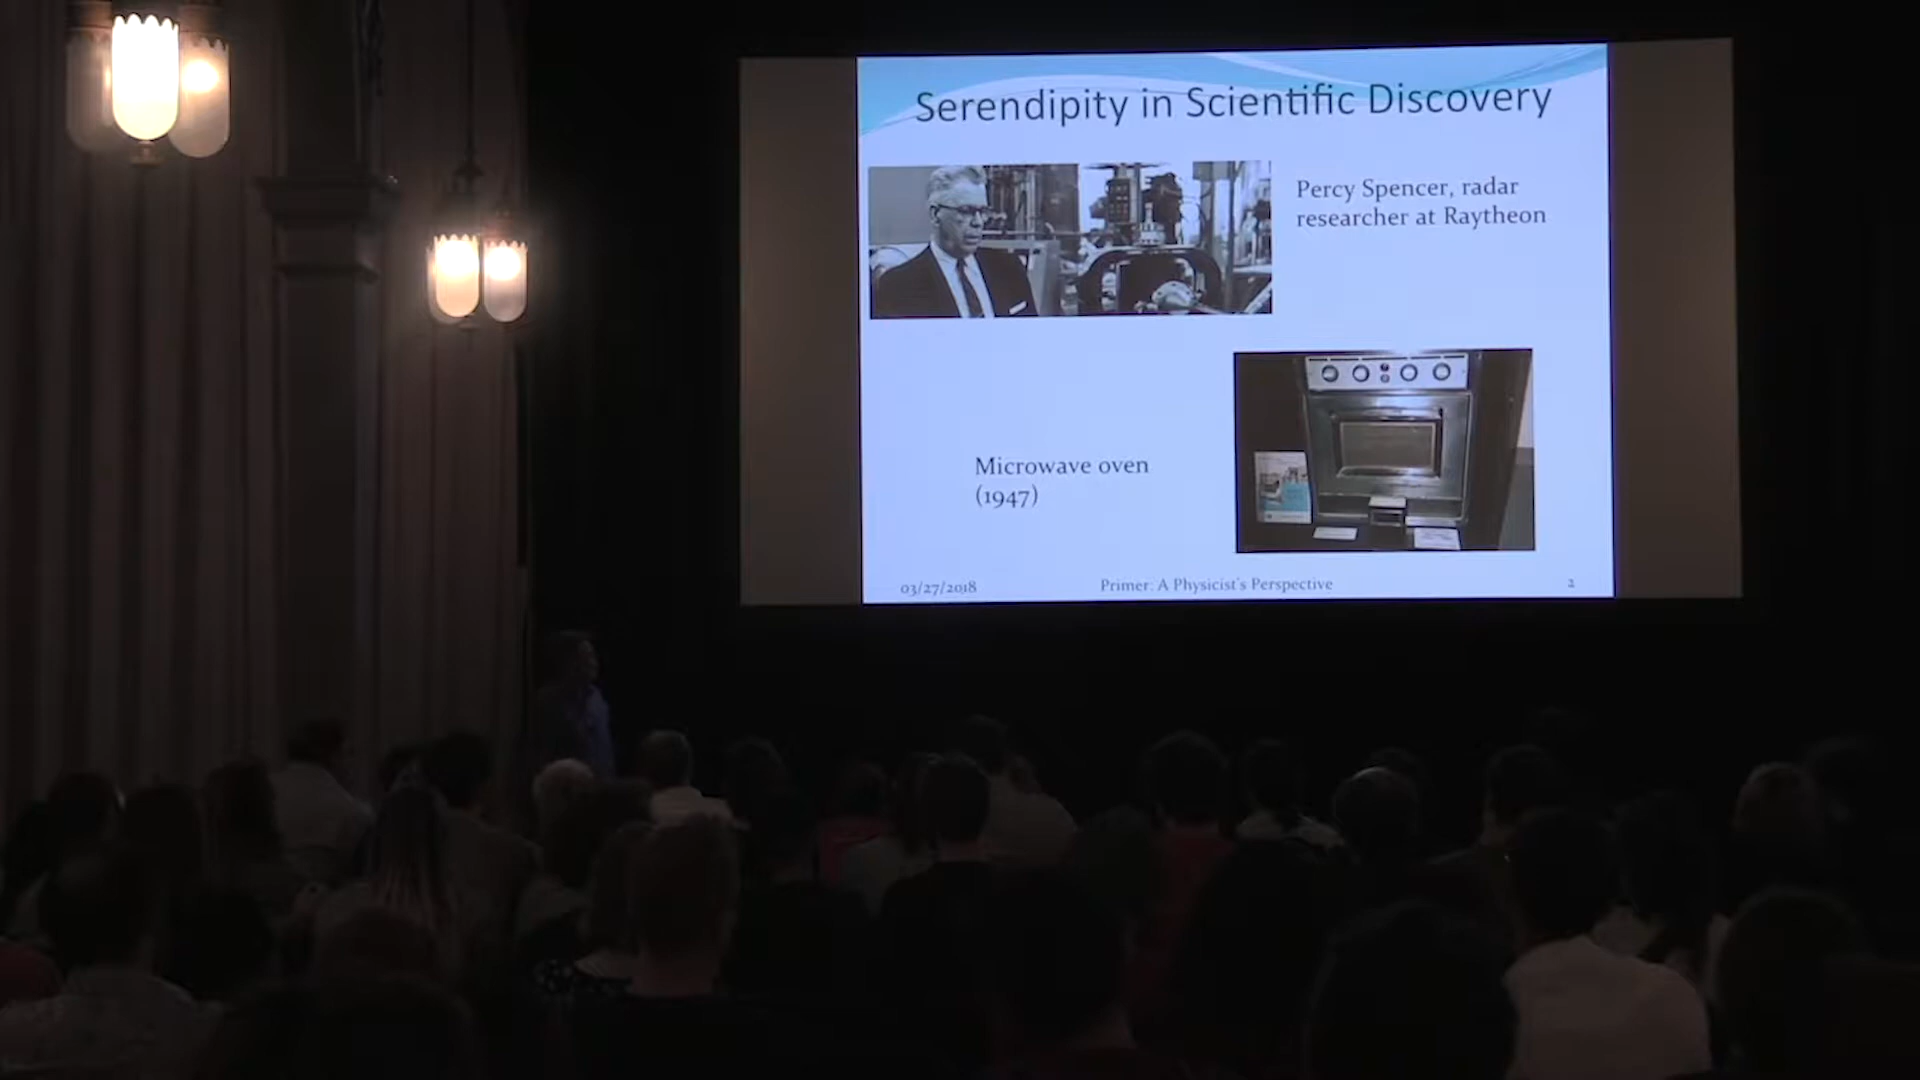 Serendipity in Scientific Discovery
Percy Spencer, radar
researcher at Raytheon
Microwave oven
(1947)
03/27/2018
Primer: A Physicist's Perspective
2